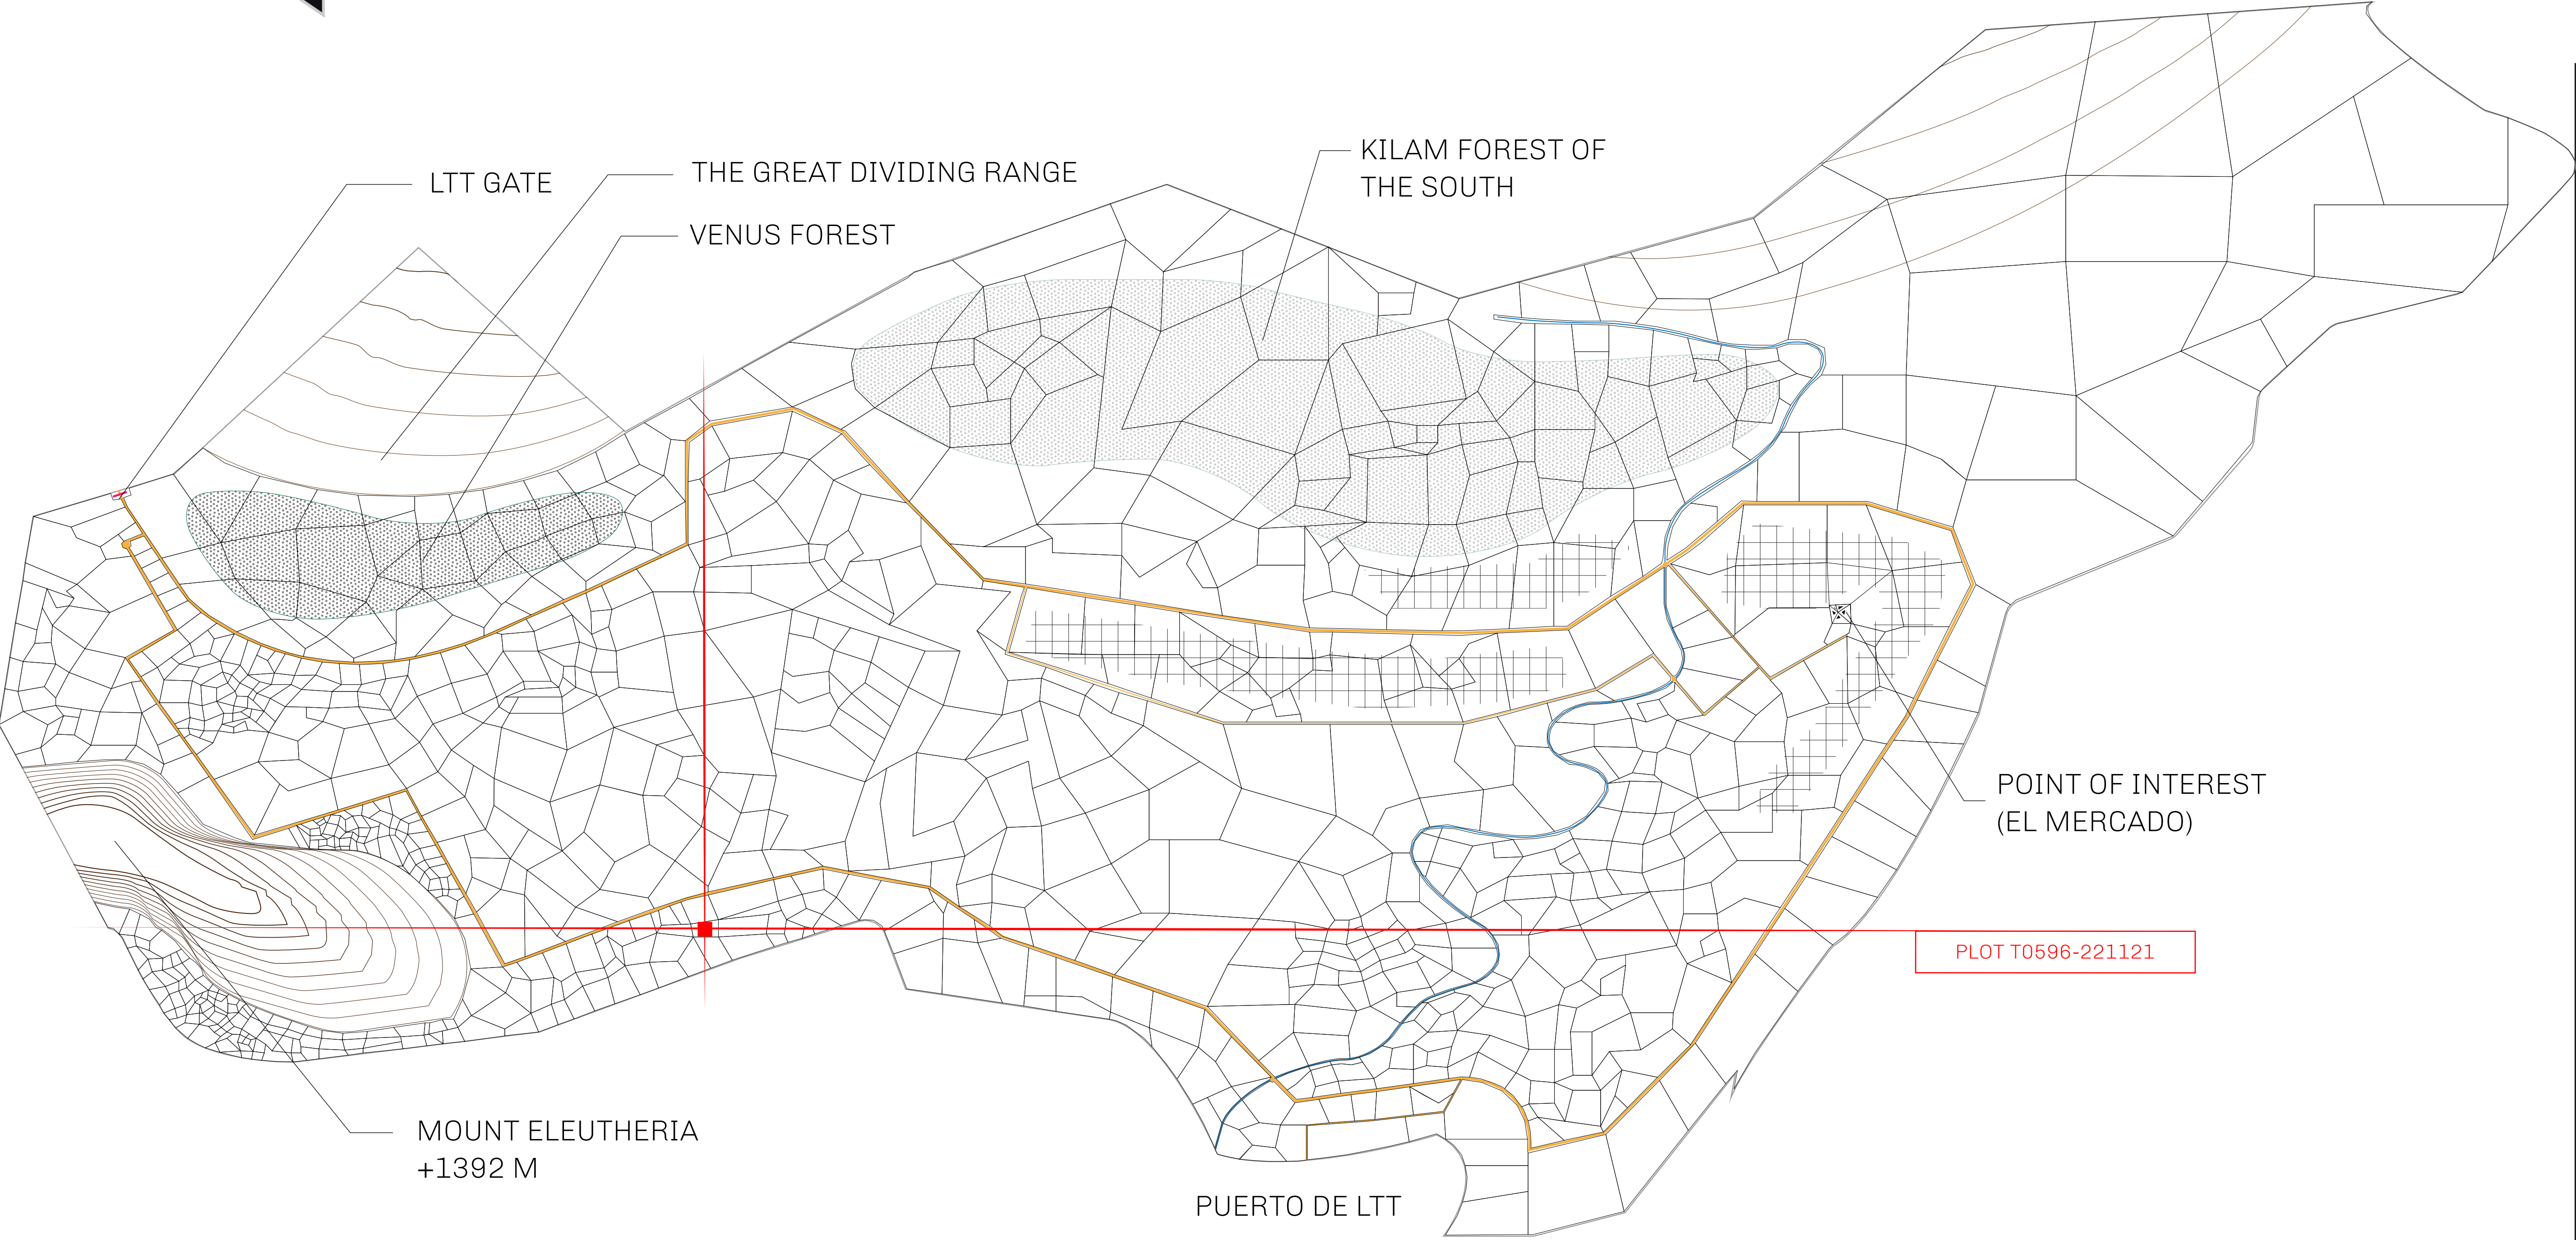 KILAM FOREST OF
THE SOUTH
THE GREAT DIVIDING RANGE
LTT GATE
VENUS FOREST
POINT OF INTEREST
(EL MERCADO)
PLOT T0596-221121
MOUNT ELEUTHERIA
+1392 M
PUERTO DE LTT